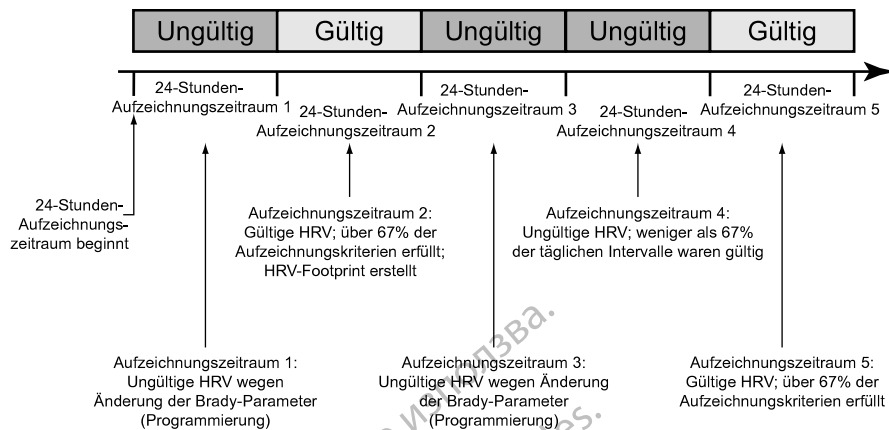 Ungültig Gültig Ungültig Ungültig Gültig
24-Stunden-
Aufzeichnungszeitraum 1
24-Stunden-
Aufzeichnungszeitraum 2
24-Stunden-
Aufzeichnungszeitraum 3
24-Stunden-
Aufzeichnungszeitraum 4
24-Stunden-
Aufzeichnungszeitraum 5
24-Stunden-
Aufzeichnungs-
zeitraum beginnt
Aufzeichnungszeitraum 2:
Gültige HRV; über 67% der
Aufzeichnungskriterien erfüllt;
HRV-Footprint erstellt
Aufzeichnungszeitraum 4:
Ungültige HRV; weniger als 67%
der täglichen Intervalle waren gültig
Aufzeichnungszeitraum 1:
Ungültige HRV wegen
Änderung der Brady-Parameter
(Programmierung)
Aufzeichnungszeitraum 3:
Ungültige HRV wegen Änderung
der Brady-Parameter
(Programmierung)
Aufzeichnungszeitraum 5:
Gültige HRV; über 67% der
Aufzeichnungskriterien erfüllt
използва.